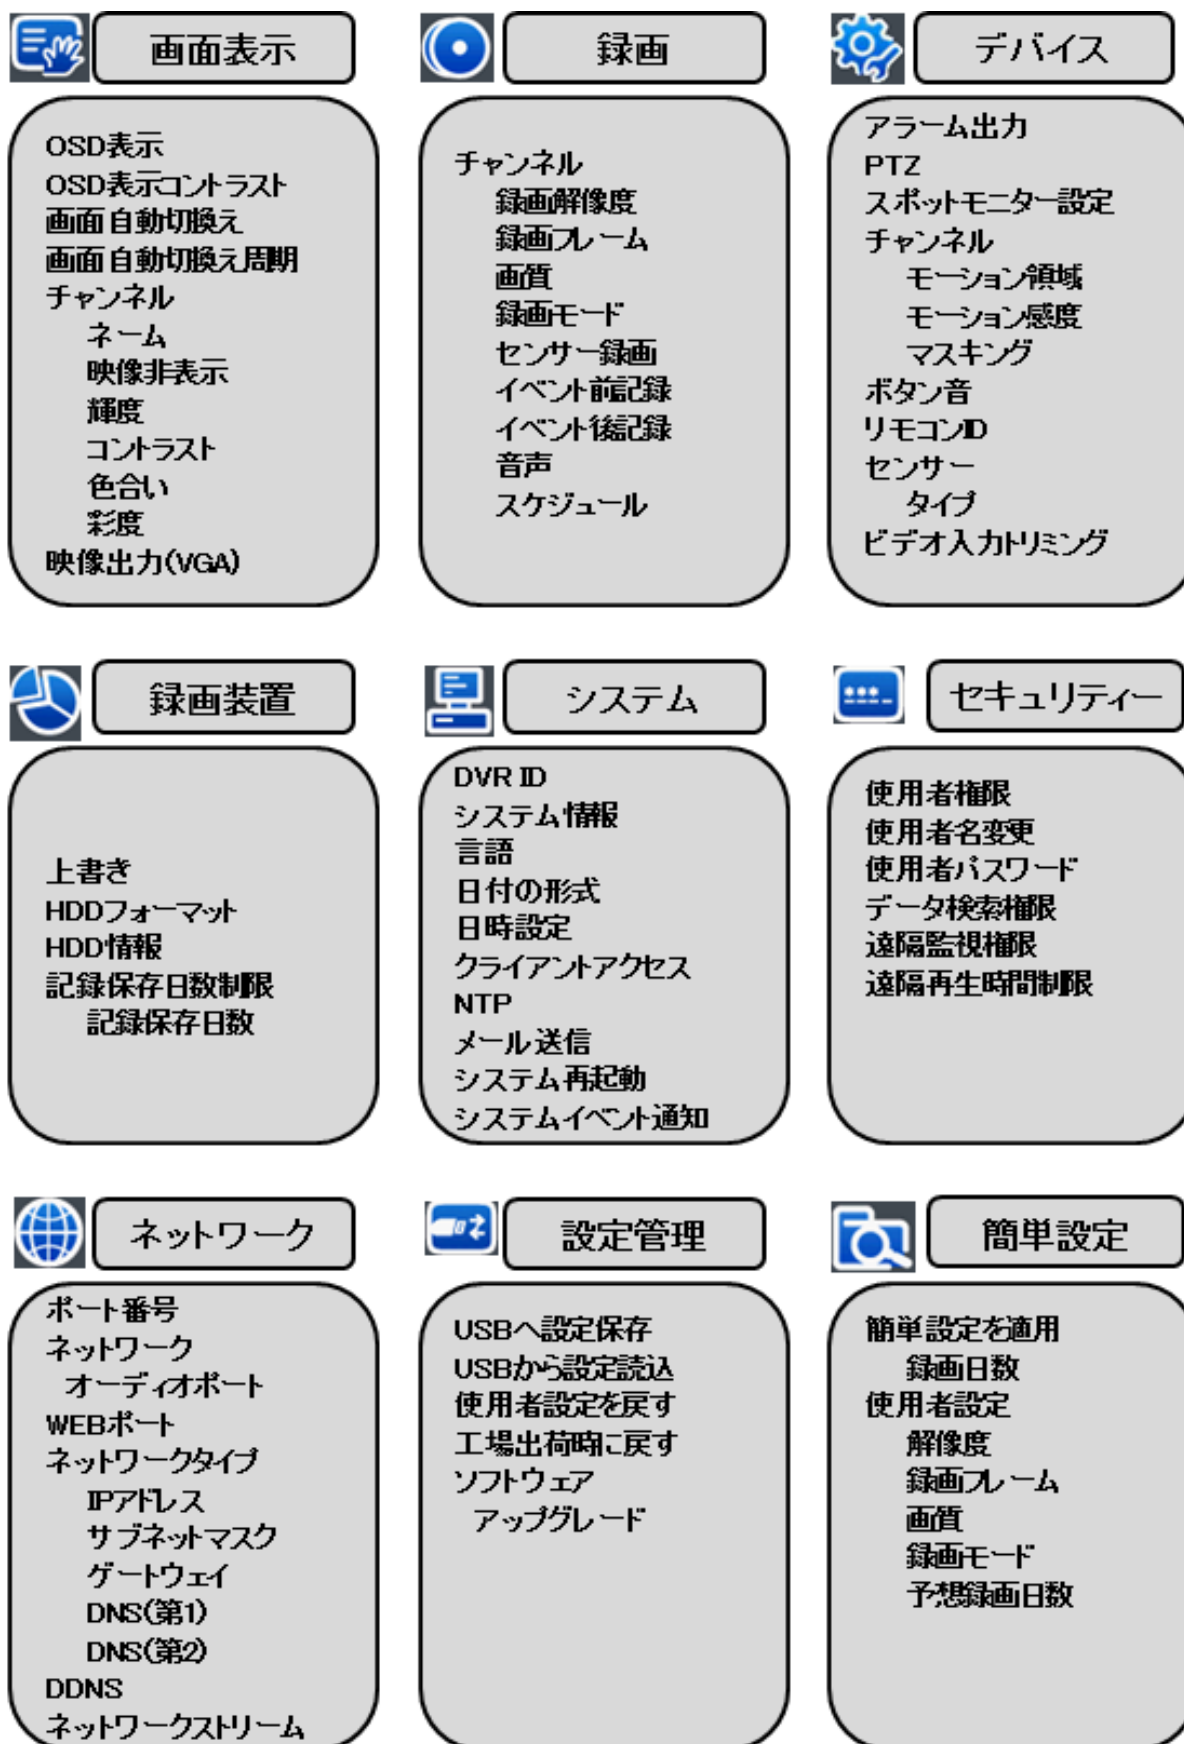 画面表示
OSD表示
OSD表示コントラスト
画面自動切換え
画面自動切換え周期
チャンネル
ネーム
映像非表示
輝度
コントラスト
色合い
彩度
映像出力(VGA)
録画
チャンネル
録画解像度
録画フレーム
画質
録画モード
センサー録画
イベント前記録
イベント後記録
音声
スケジュール
デバイス
アラーム出力
PTZ
スポットモニター設定
チャンネル
モーション領域
モーション感度
マスキング
ボタン音
リモコンID
センサー
タイプ
ビデオ入力トリミング
録画装置
上書き
HDDフォーマット
HDD情報
記録保存日数制限
記録保存日数
システム
DVR ID
システム情報
言語
日付の形式
日時設定
クライアントアクセス
NTP
メール送信
システム再起動
システムイベント通知
セキュリティー
使用者権限
使用者名変更
使用者パスワード
データ検索権限
遠隔監視権限
遠隔再生時間制限
ネットワーク
ポート番号
ネットワーク
オーディオポート
WEBポート
ネットワークタイプ
IPアドレス
サブネットマスク
ゲートウェイ
DNS(第1)
DNS(第2)
DDNS
ネットワークストリーム
設定管理
USBへ設定保存
USBから設定読込
使用者設定を戻す
工場出荷時に戻す
ソフトウェア
アップグレード
簡単設定
簡単設定を適用
録画日数
使用者設定
解像度
録画フレーム
画質
録画モード
予想録画日数